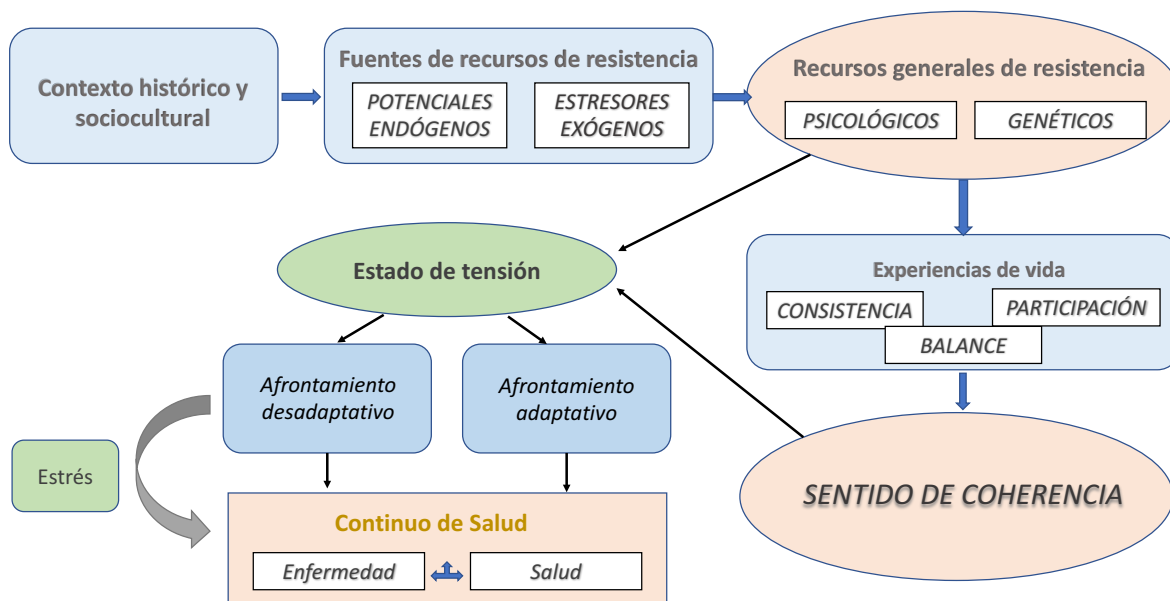 Contexto histórico y
sociocultural
Fuentes de recursos de resistencia
POTENCIALES
ENDÓGENOS
ESTRESORES
EXÓGENOS
Recursos generales de resistencia
PSICOLÓGICOS
GENÉTICOS
Experiencias de vida
CONSISTENCIA
PARTICIPACIÓN
BALANCE
SENTIDO DE COHERENCIA
Estado de tensión
Afrontamiento
desadaptativo
Afrontamiento
adaptativo
Estrés
Continuo de Salud
Enfermedad
Salud